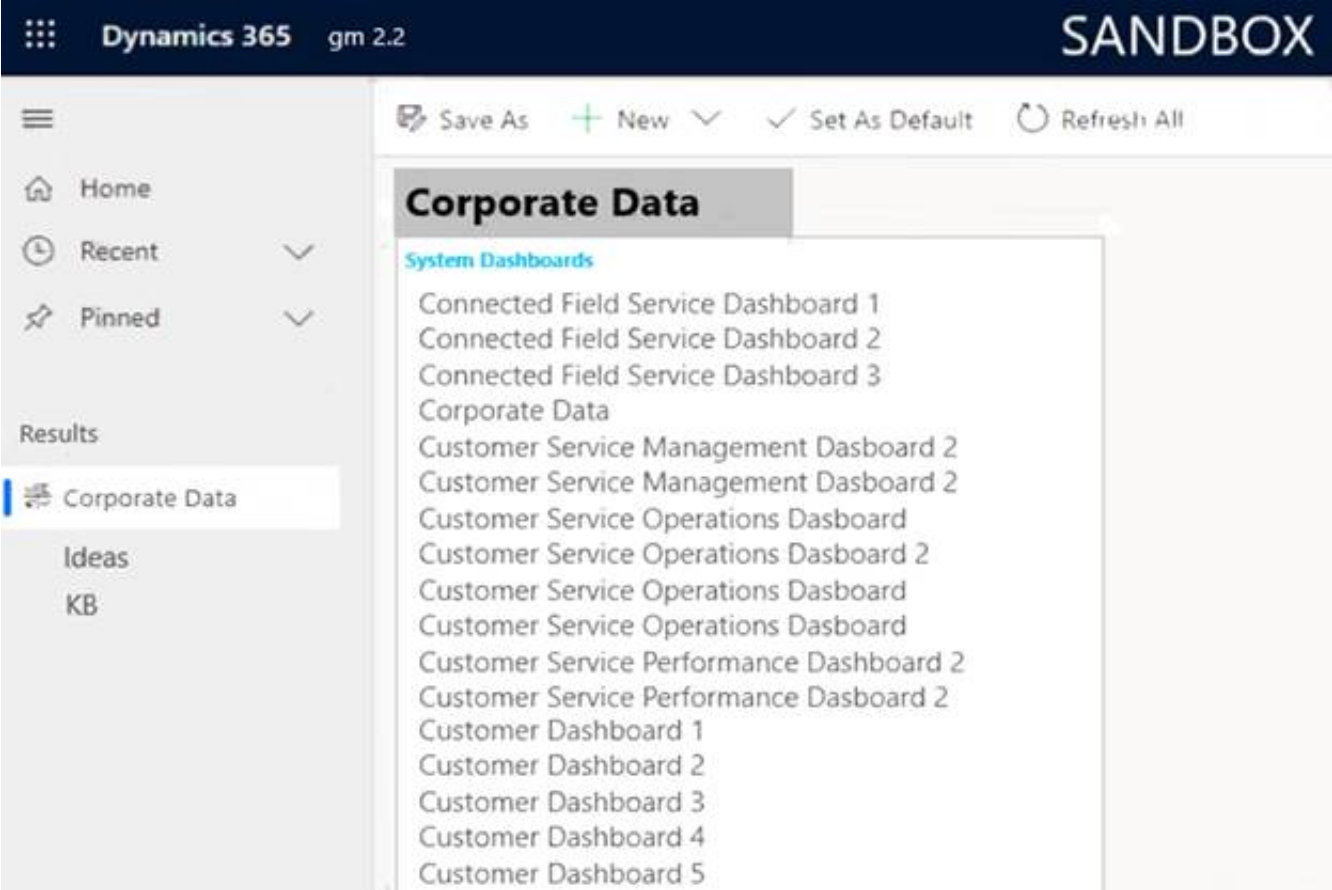 Dynamics 365 gm 2.2 SANDBOX
Save As New Set As Default Refresh All
Home
Recent
Pinned
Results
Corporate Data
Ideas
KB
Corporate Data
System Dashboards
Connected Field Service Dashboard 1
Connected Field Service Dashboard 2
Connected Field Service Dashboard 3
Corporate Data
Customer Service Management Dasboard 2
Customer Service Management Dasboard 2
Customer Service Operations Dasboard
Customer Service Operations Dasboard 2
Customer Service Operations Dasboard
Customer Service Operations Dasboard
Customer Service Performance Dashboard 2
Customer Service Performance Dasboard 2
Customer Dashboard 1
Customer Dashboard 2
Customer Dashboard 3
Customer Dashboard 4
Customer Dashboard 5